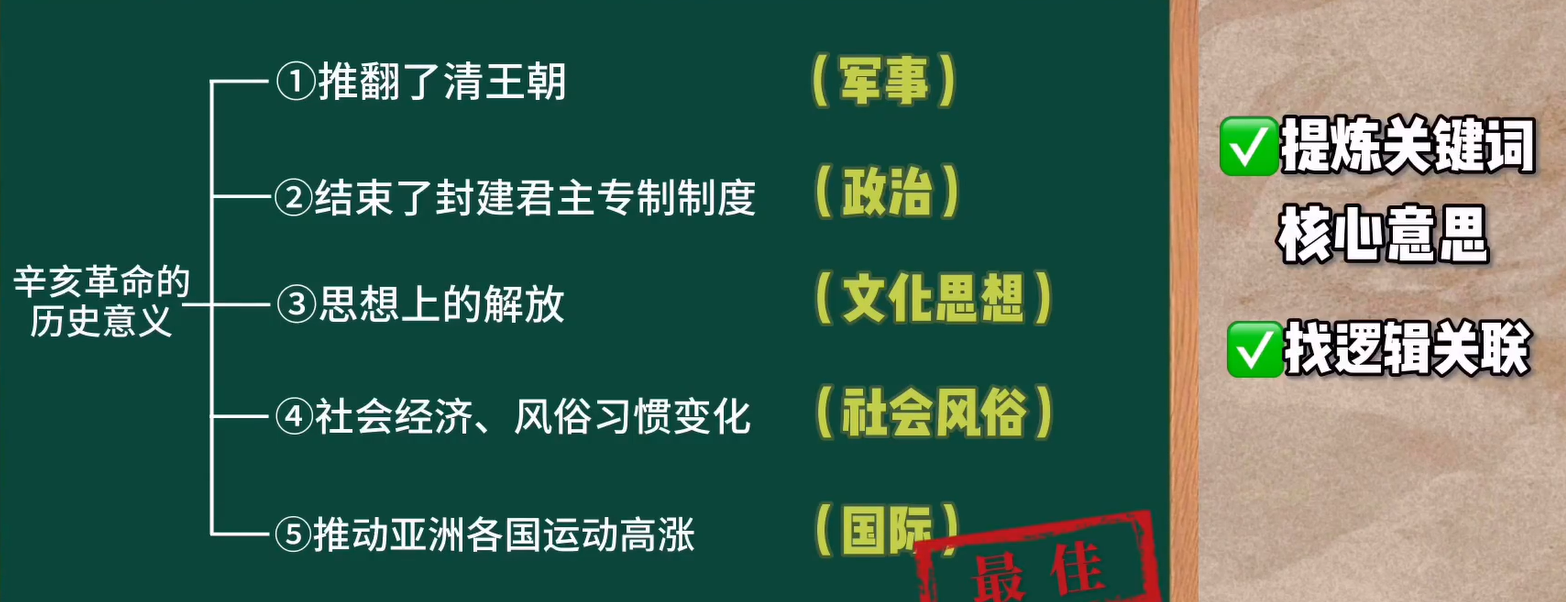 ①推翻了清王朝 (军事)
②结束了封建君主专制制度 (政治)
辛亥革命的
历史意义
③思想上的解放 (文化思想)
④社会经济、风俗习惯变化 (社会风俗)
⑤推动亚洲各国运动高涨 (国际)
最佳
✅提炼关键词
核心意思
✅找逻辑关联